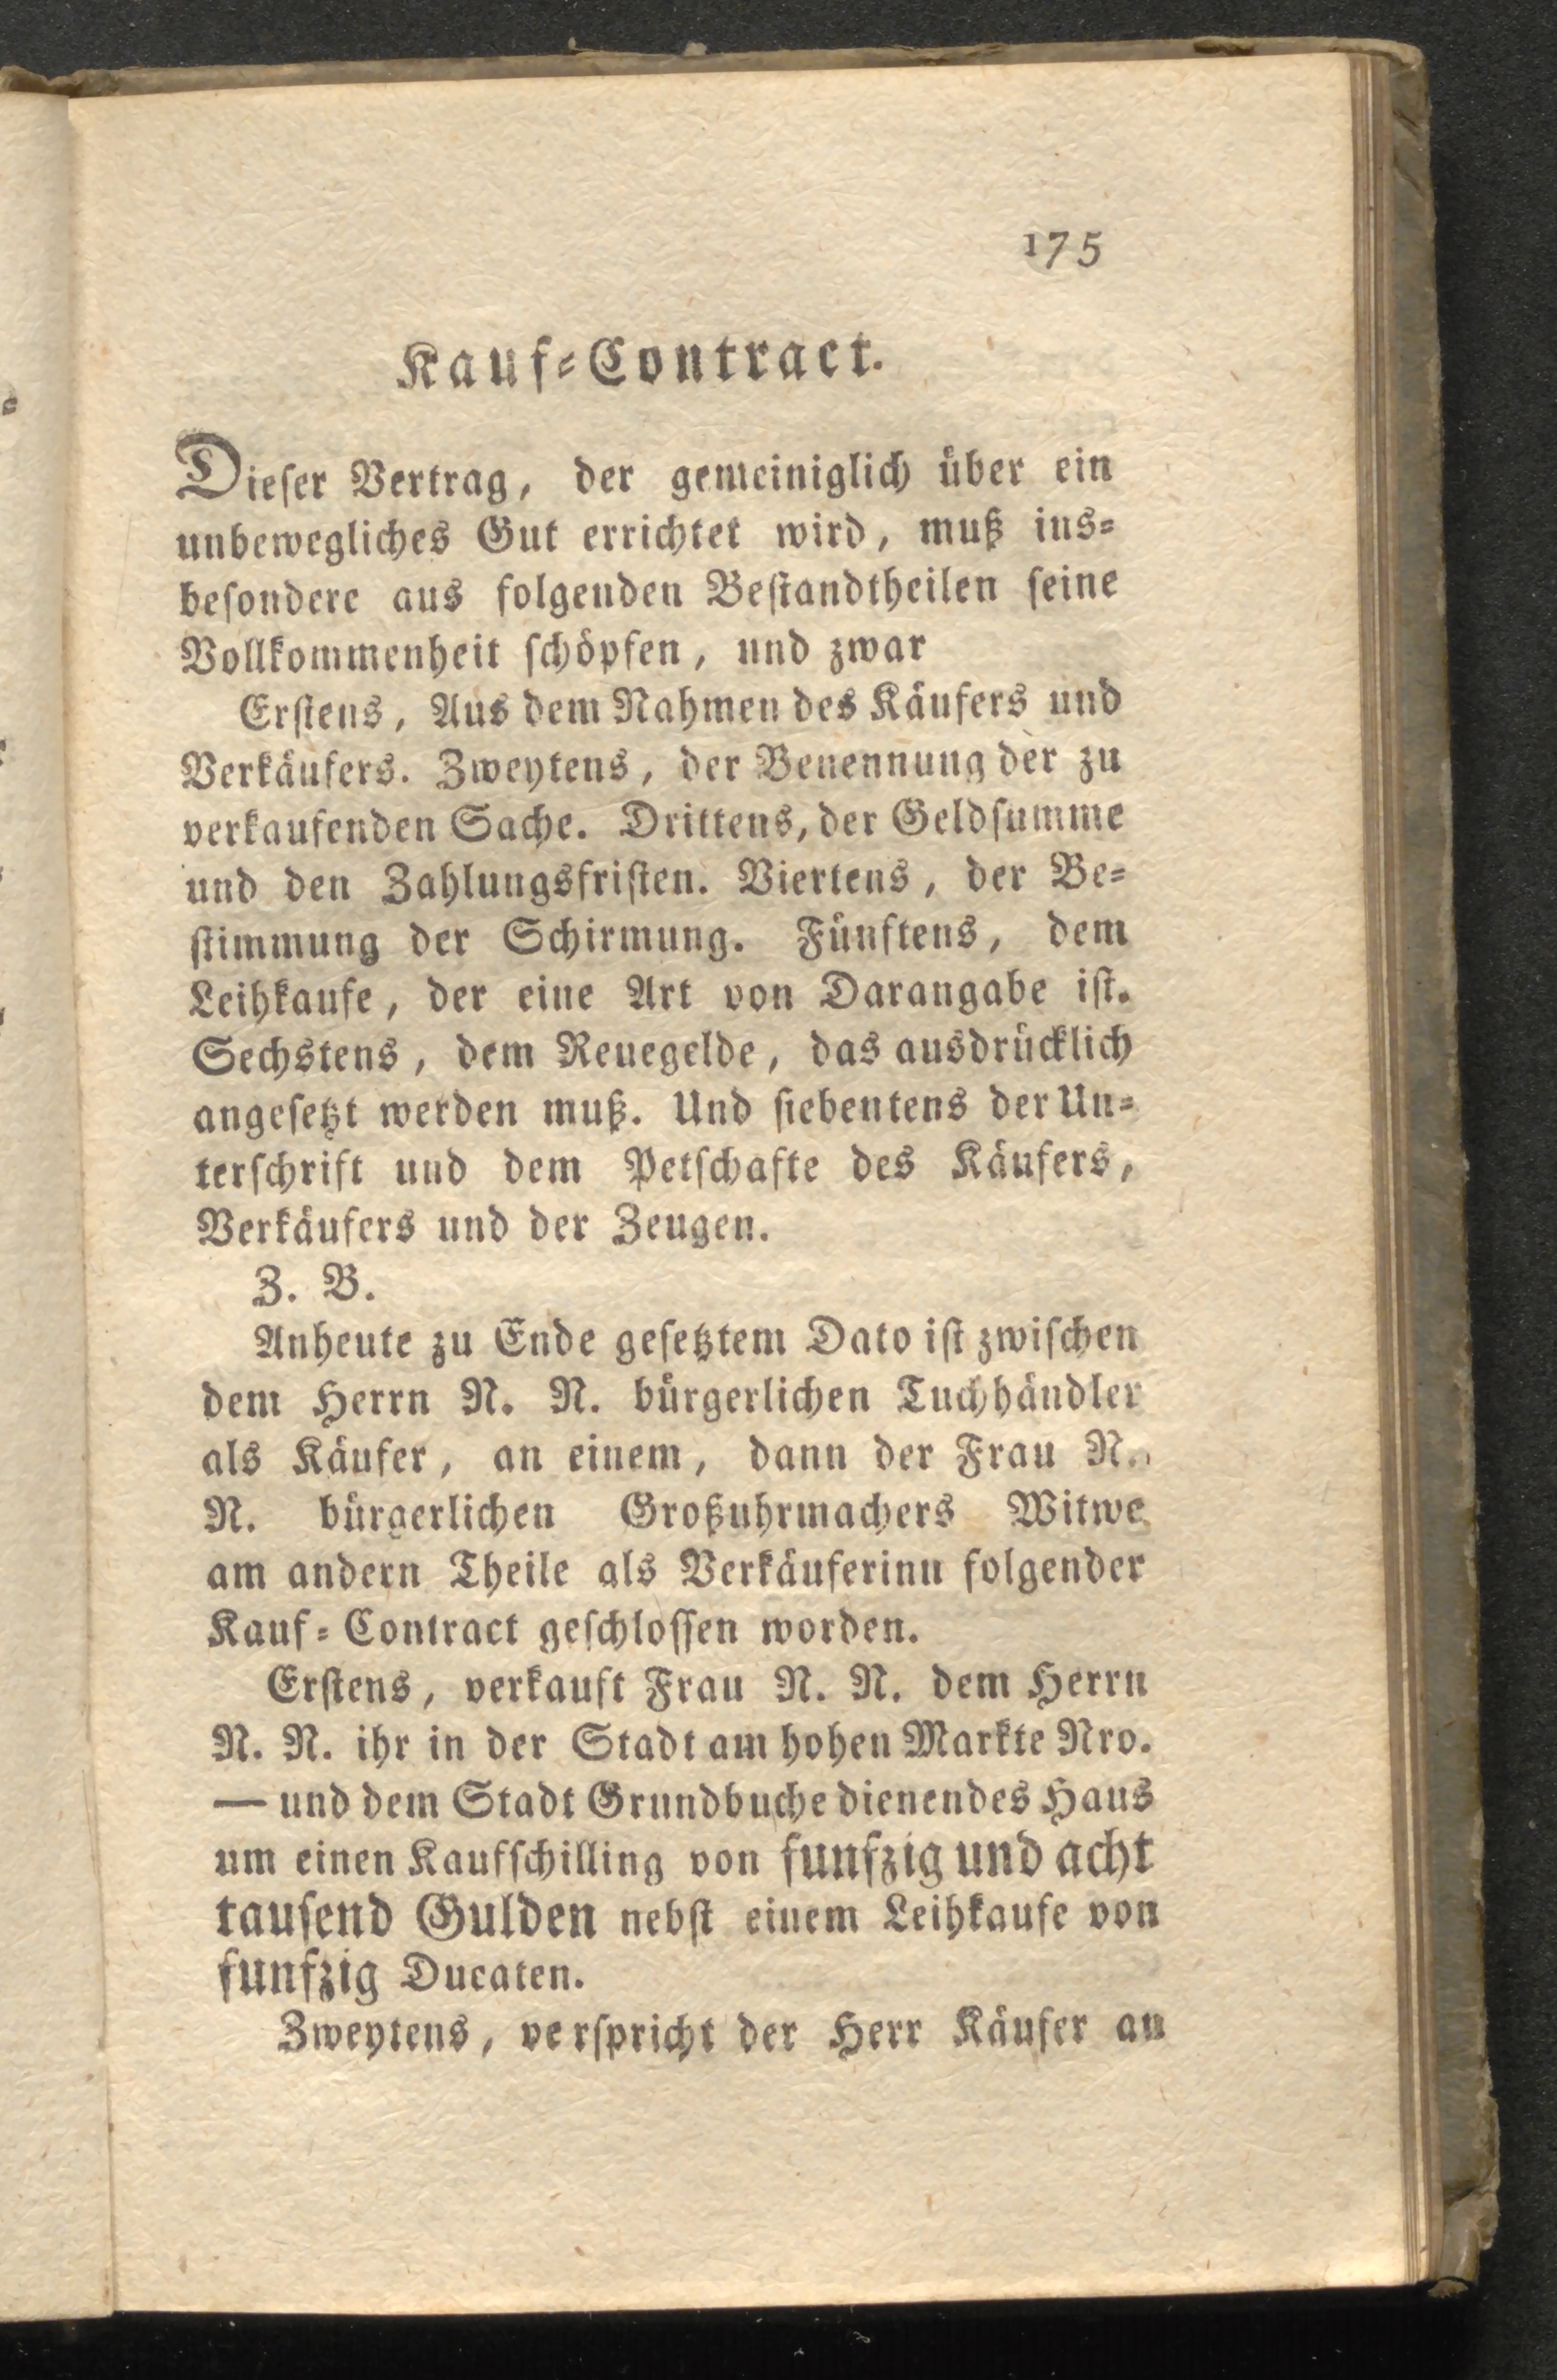 175
Kauf=Contract.
Dieser Vertrag, der gemeiniglich über ein
unbewegliches Gut errichtet wird, muß ins=
besondere aus folgenden Bestandtheilen seine
Vollkommenheit schöpfen, und zwar
Erstens, Aus dem Nahmen des Käufers und
Verkäufers. Zweytens, der Benennung der zu
verkaufenden Sache. Drittens, der Geldsumme
und den Zahlungsfristen. Viertens, der Be=
stimmung der Schirmung. Fünftens, dem
Leihkaufe, der eine Art von Darangabe ist.
Sechstens, dem Reuegelde, das ausdrücklich
angesetzt werden muß. Und siebentens der Un=
terschrift und dem Petschafte des Käufers,
Verkäufers und der Zeugen.
Z. B.
Anheute zu Ende gesetztem Dato ist zwischen
dem Herrn N. N. bürgerlichen Tuchhändler
als Käufer, an einem, dann der Frau N.
N. bürgerlichen Großuhrmachers Witwe
am andern Theile als Verkäuferinn folgender
Kauf=Contract geschlossen worden.
Erstens, verkauft Frau N. N. dem Herrn
N. N. ihr in der Stadt am hohen Markte Nro.
— und dem Stadt Grundbuche dienendes Haus
um einen Kaufschilling von funfzig und acht
tausend Gulden nebst einem Leihkaufe von
funfzig Ducaten.
Zweytens, verspricht der Herr Käufer an